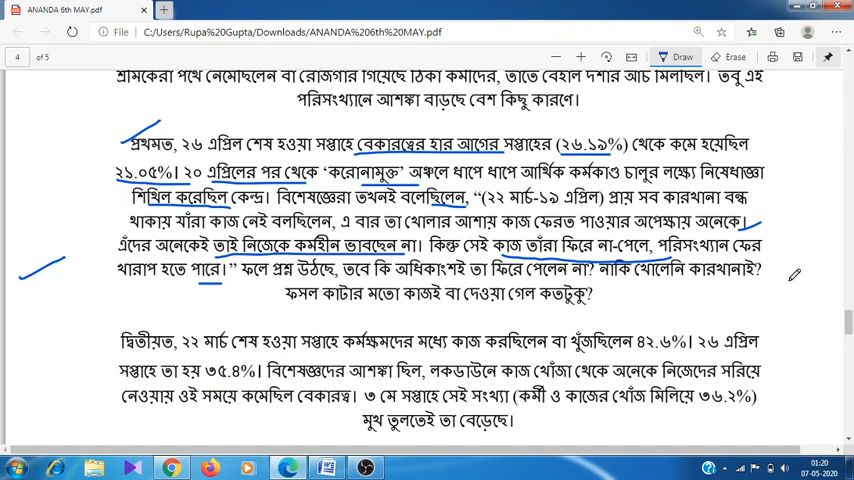 ANANDA 6th MAY.pdf
File | C:/Users/Rupa%20Gupta/Downloads/ANANDA%206th%20MAY.pdf
4 of 5 Draw Erase
শ্রমিকেরা পথে নেমেছিলেন বা রোজগার গিয়েছে ঠিকা কর্মীদের, তাতে বেহাল দশার আঁচ মিলছিল। তবু এই
পরিসংখ্যানে আশঙ্কা বাড়ছে বেশ কিছু কারণে।
প্রথমত, ২৬ এপ্রিল শেষ হওয়া সপ্তাহে বেকারত্বের হার আগের সপ্তাহের (২৬.১৯%) থেকে কমে হয়েছিল
২১.০৫%। ২০ এপ্রিলের পর থেকে ‘করোনামুক্ত’ অঞ্চলে ধাপে ধাপে আর্থিক কর্মকাণ্ড চালুর লক্ষ্যে নিষেধাজ্ঞা
শিথিল করেছিল কেন্দ্র। বিশেষজ্ঞেরা তখনই বলেছিলেন, “(২২ মার্চ-১৯ এপ্রিল) প্রায় সব কারখানা বন্ধ
থাকায় যাঁরা কাজ নেই বলছিলেন, এ বার তা খোলার আশায় কাজ ফেরত পাওয়ার অপেক্ষায় অনেকে।
এঁদের অনেকেই তাই নিজেকে কর্মহীন ভাবছেন না। কিন্তু সেই কাজ তাঁরা ফিরে না-পেলে, পরিসংখ্যান ফের
খারাপ হতে পারে।” ফলে প্রশ্ন উঠছে, তবে কি অধিকাংশই তা ফিরে পেলেন না? নাকি খোলেনি কারখানাই?
ফসল কাটার মতো কাজই বা দেওয়া গেল কতটুকু?
দ্বিতীয়ত, ২২ মার্চ শেষ হওয়া সপ্তাহে কর্মক্ষমদের মধ্যে কাজ করছিলেন বা খুঁজছিলেন ৪২.৬%। ২৬ এপ্রিল
সপ্তাহে তা হয় ৩৫.৪%। বিশেষজ্ঞদের আশঙ্কা ছিল, লকডাউনে কাজ খোঁজা থেকে অনেকে নিজেদের সরিয়ে
নেওয়ায় ওই সময়ে কমেছিল বেকারত্ব। ৩ মে সপ্তাহে সেই সংখ্যা (কর্মী ও কাজের খোঁজ মিলিয়ে ৩৬.২%)
মুখ তুলতেই তা বেড়েছে।
01:20
07-05-2020